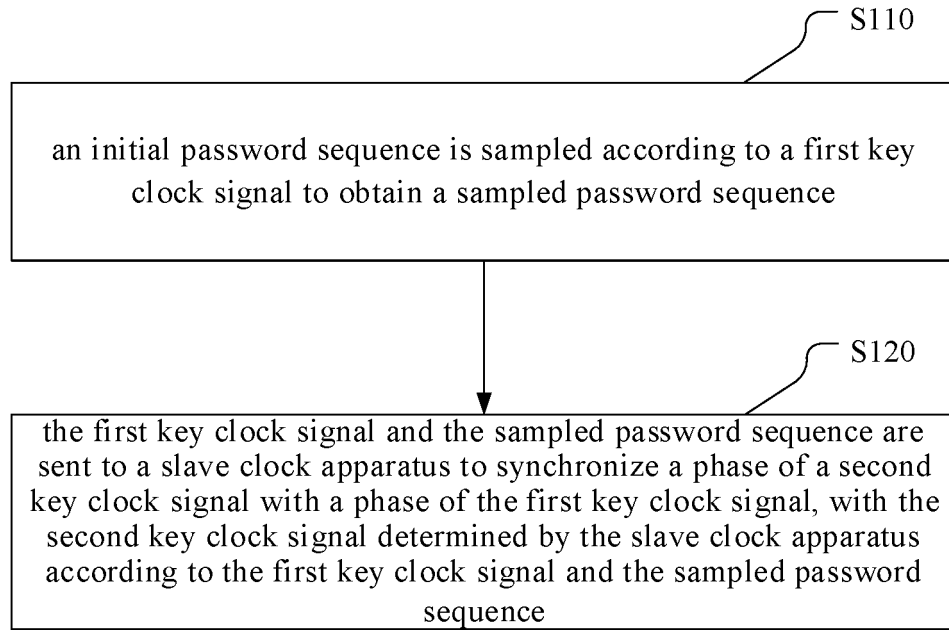 S110
an initial password sequence is sampled according to a first key
clock signal to obtain a sampled password sequence
S120
the first key clock signal and the sampled password sequence are
sent to a slave clock apparatus to synchronize a phase of a second
key clock signal with a phase of the first key clock signal, with the
second key clock signal determined by the slave clock apparatus
according to the first key clock signal and the sampled password
sequence